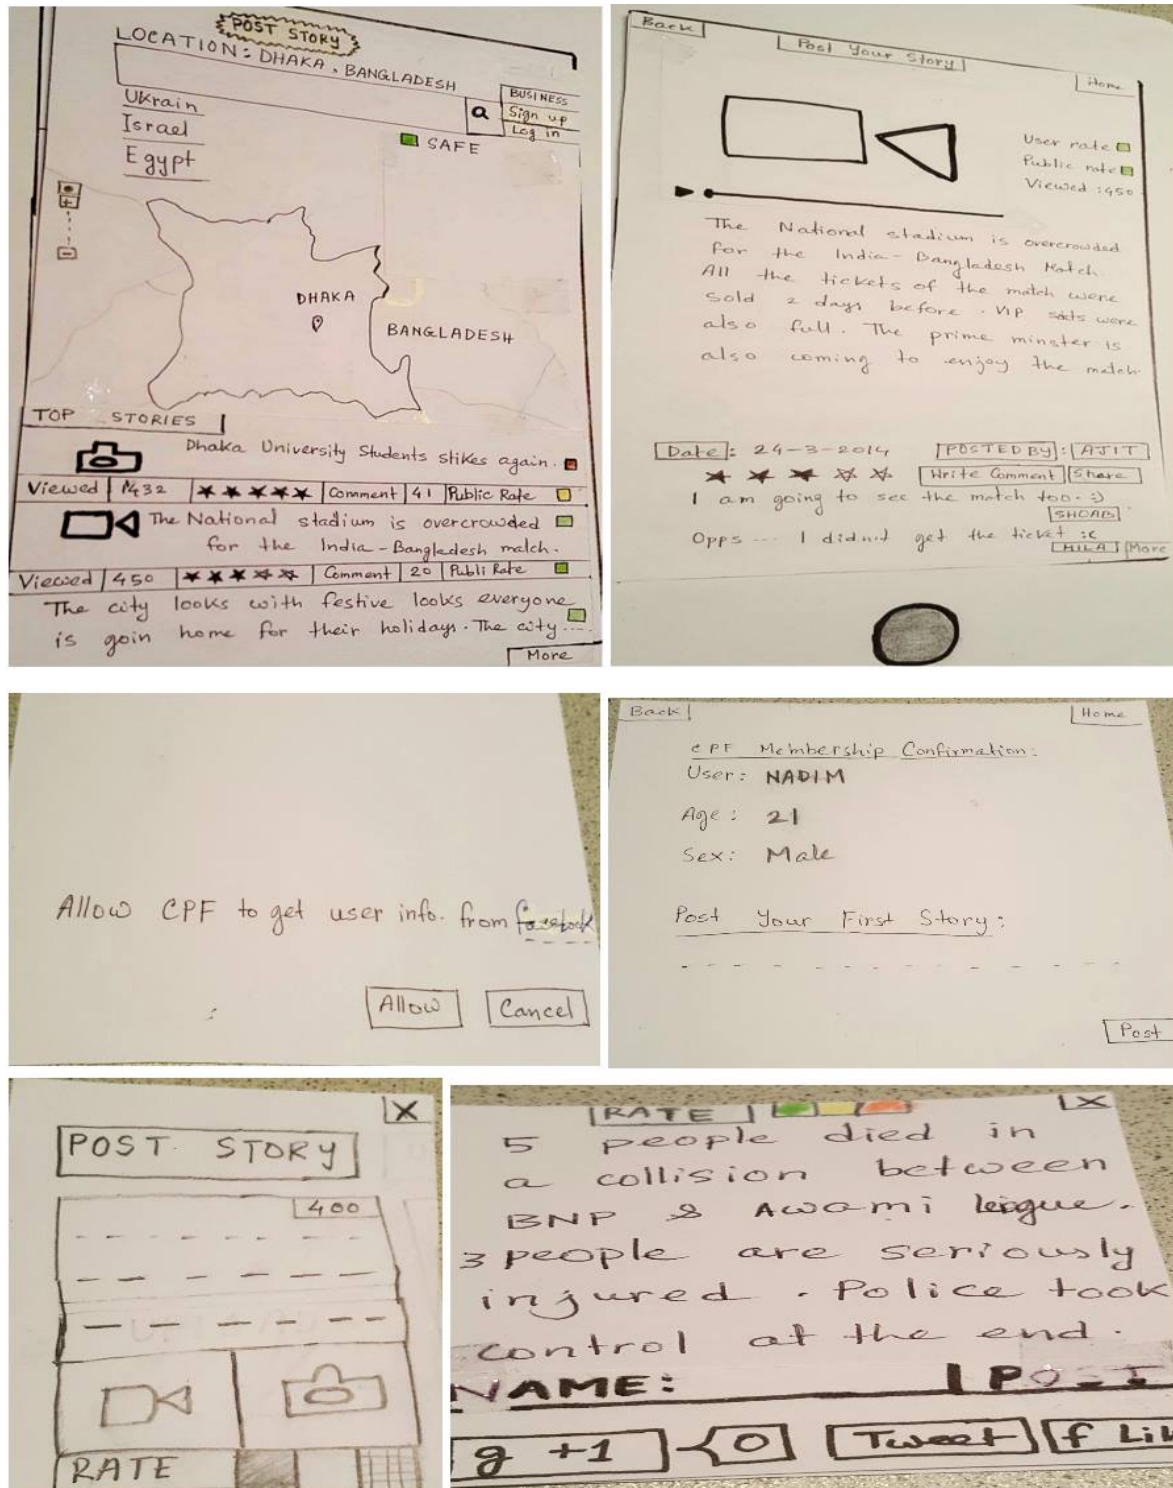 POST STORY
LOCATION: DHAKA, BANGLADESH
BUSINESS
a Sign up
Log in
Ukrain
Israel
Egypt
SAFE
+
DHAKA
BANGLADESH
TOP STORIES
Dhaka University Students stikes again.
Viewed 1432 ★★★★★ Comment 41 Public Rate
The National stadium is overcrowded
for the India-Bangladesh match.
Viewed 450 ★★★☆☆ Comment 20 Publi Rate
The city looks with festive looks everyone
is goin home for their holidays. The city ....
More
Back
Post Your Story
Home
User rate
Public rate
Viewed: 450
The National stadium is overcrowded
for the India-Bangladesh Match.
All the tickets of the match were
sold 2 days before. VIP were
also full. The prime minster is
also coming to enjoy the match.
Date: 24-3-2014 POSTED BY: AJIT
★★★☆☆ Write Comment Share
I am going to see the match too. :)
SHOAB
Opps ... I didnot get the ticket :c
MILA More
Allow CPF to get user info. from facebook
Allow Cancel
Back
Home
CPF Membership Confirmation:
User: NADIM
Age: 21
Sex: Male
Post Your First Story:
Post
X
POST STORY
400
RATE
RATE X
5 people died in
a collision between
BNP & Awami leigue.
3 people are seriously
injured. Police took
control at the end.
NAME: POST
g +1 0 Tweet f Lik